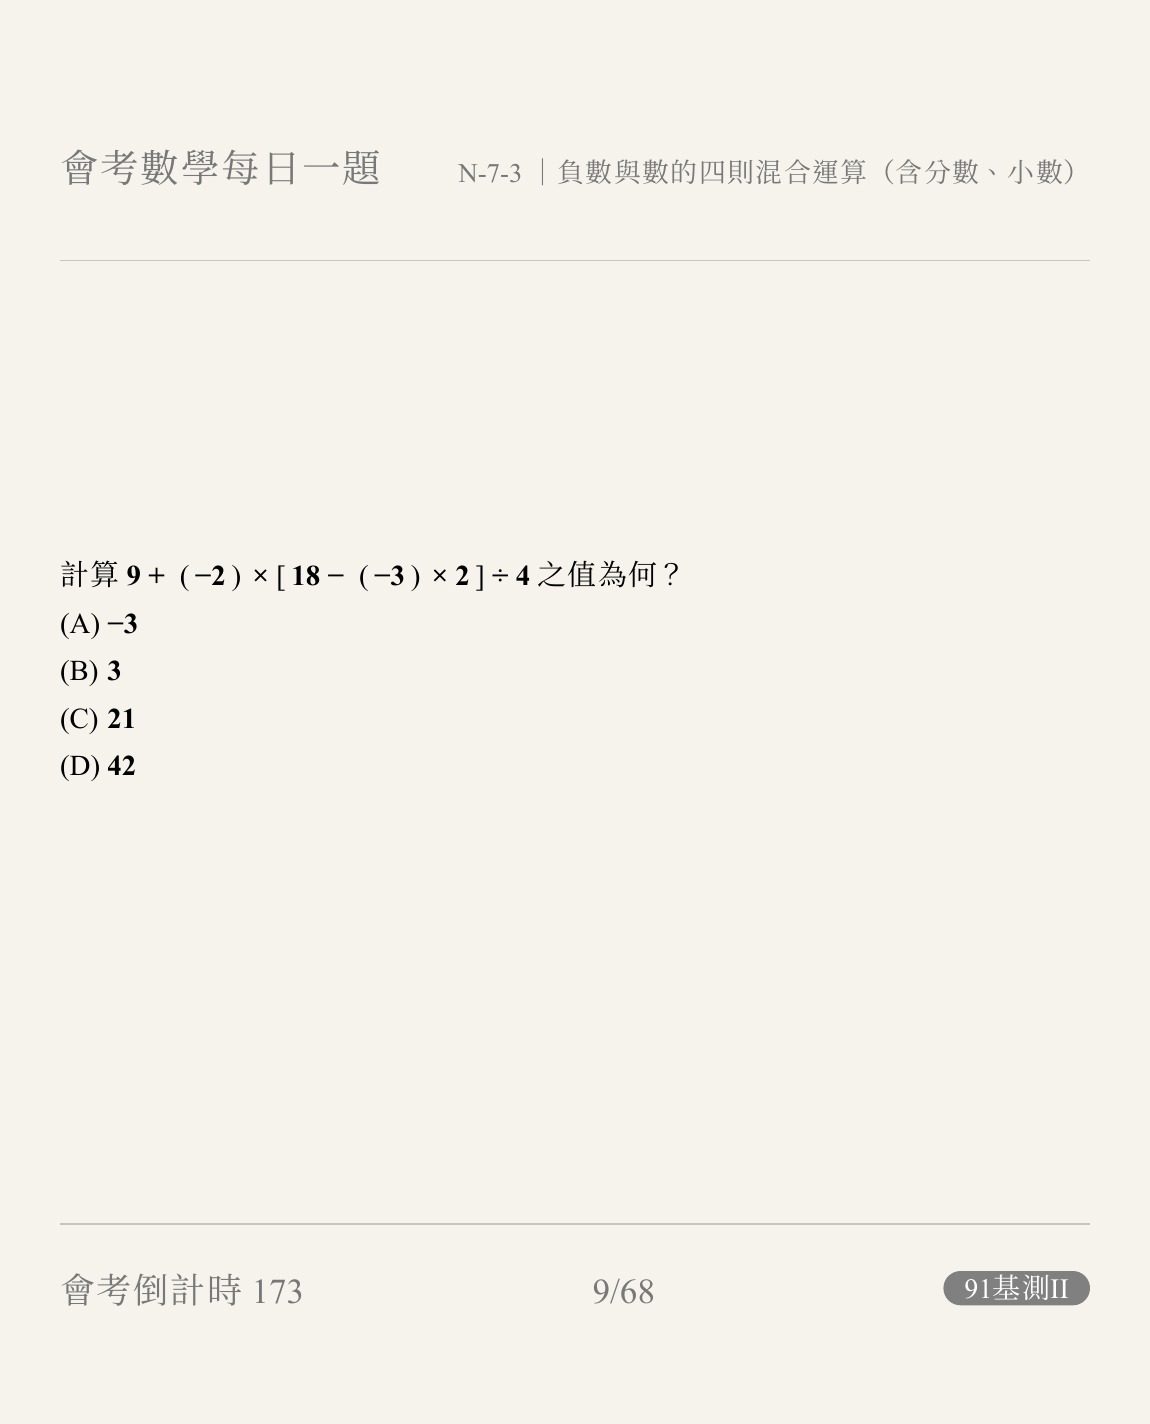 會考數學每日一題
N-7-3｜負數與數的四則混合運算（含分數、小數）
計算 9＋（−2）×[ 18−（−3）× 2 ] ÷ 4 之值為何？
(A) −3
(B) 3
(C) 21
(D) 42
會考倒計時 173
9/68
91基測II